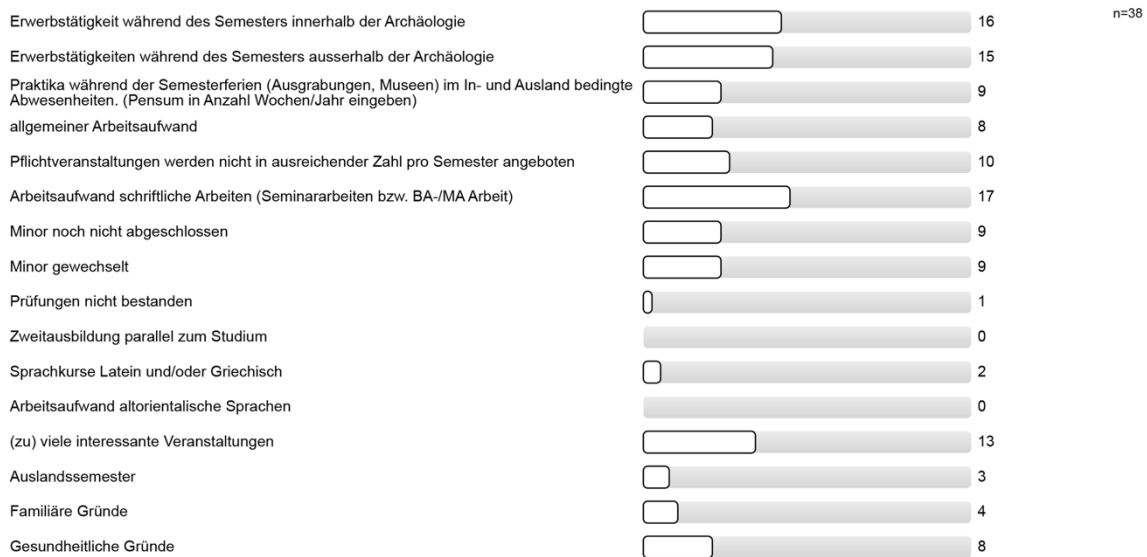 n=38
Erwerbstätigkeit während des Semesters innerhalb der Archäologie 16
Erwerbstätigkeiten während des Semesters ausserhalb der Archäologie 15
Praktika während der Semesterferien (Ausgrabungen, Museen) im In- und Ausland bedingte
Abwesenheiten. (Pensum in Anzahl Wochen/Jahr eingeben) 9
allgemeiner Arbeitsaufwand 8
Pflichtveranstaltungen werden nicht in ausreichender Zahl pro Semester angeboten 10
Arbeitsaufwand schriftliche Arbeiten (Seminararbeiten bzw. BA-/MA Arbeit) 17
Minor noch nicht abgeschlossen 9
Minor gewechselt 9
Prüfungen nicht bestanden 1
Zweitausbildung parallel zum Studium 0
Sprachkurse Latein und/oder Griechisch 2
Arbeitsaufwand altorientalische Sprachen 0
(zu) viele interessante Veranstaltungen 13
Auslandssemester 3
Familiäre Gründe 4
Gesundheitliche Gründe 8